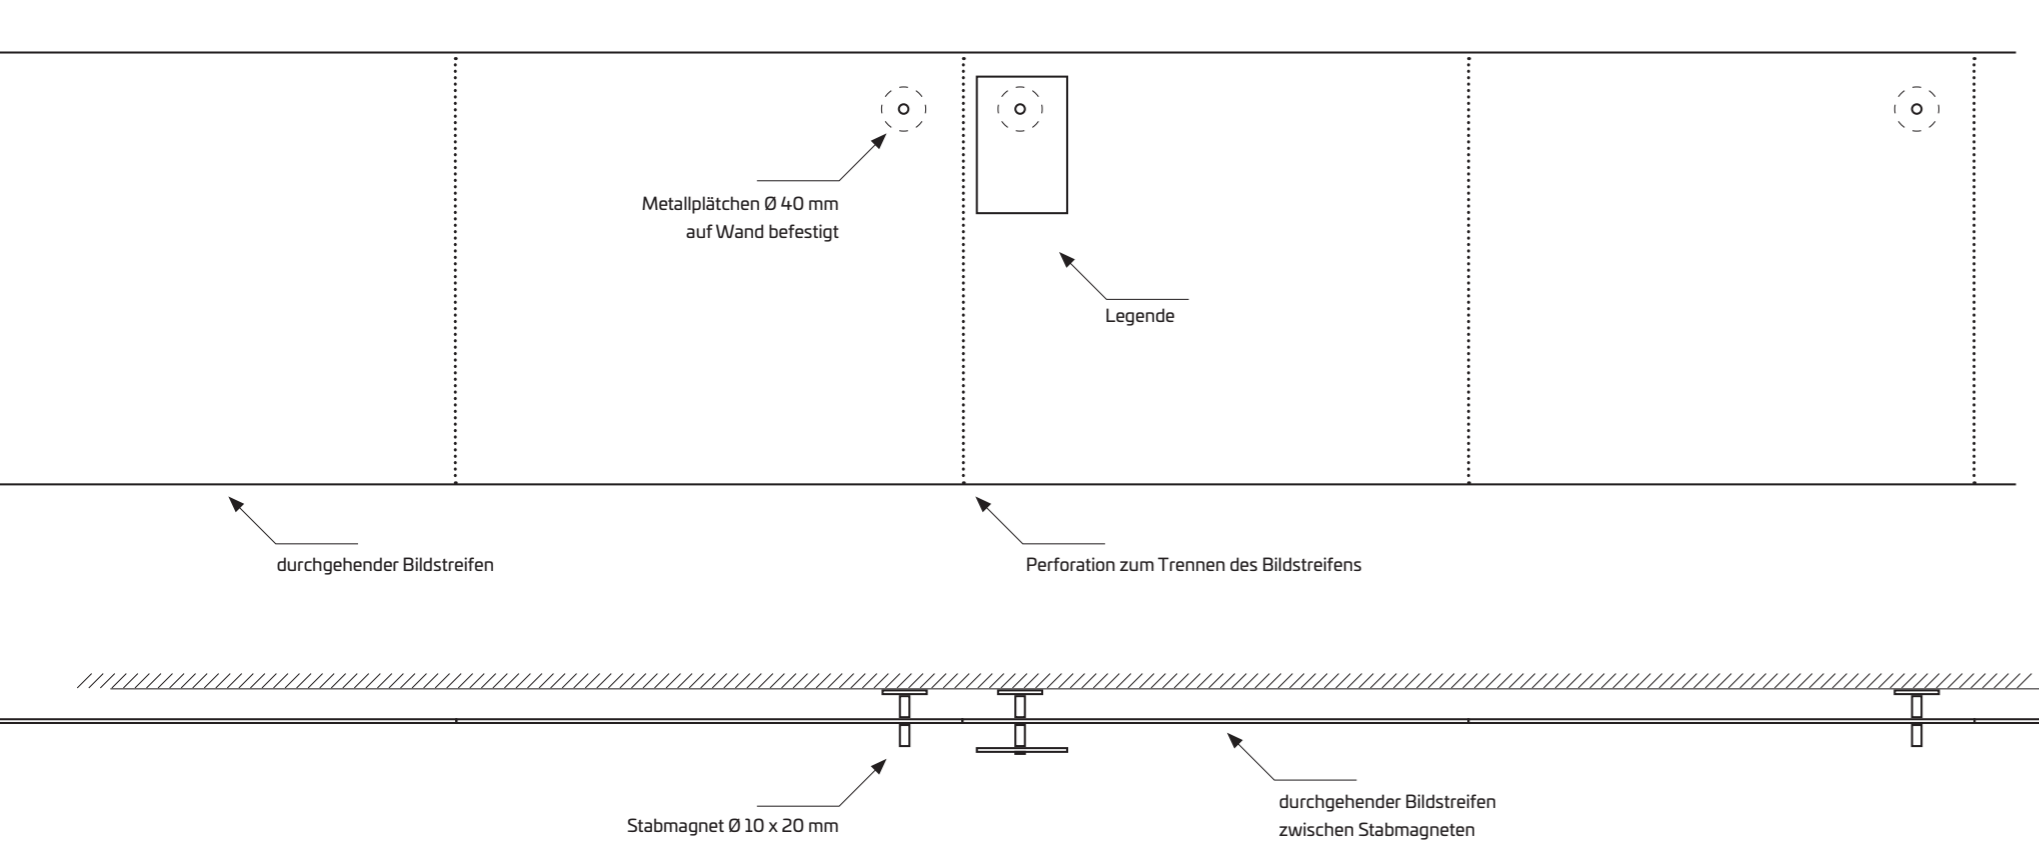 Metallplätchen Ø 40 mm
auf Wand befestigt
Legende
durchgehender Bildstreifen
Perforation zum Trennen des Bildstreifens
Stabmagnet Ø 10 x 20 mm
durchgehender Bildstreifen
zwischen Stabmagneten